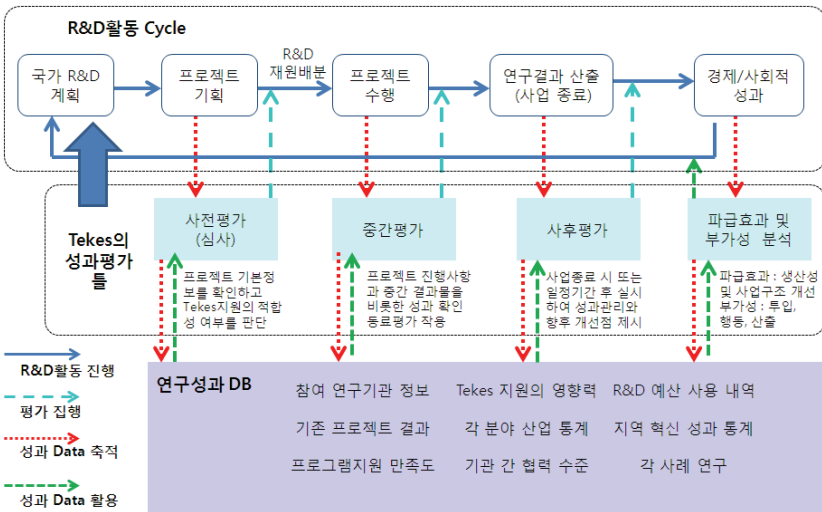 R&D활동 Cycle
국가 R&D
계획
프로젝트
기획
R&D
재원배분
프로젝트
수행
연구결과 산출
(사업 종료)
경제/사회적
성과
Tekes의
성과평가
틀
사전평가
(심사)
중간평가
사후평가
파급효과 및
부가성 분석
프로젝트 기본정
보를 확인하고
Tekes지원의 적합
성 여부를 판단
프로젝트 진행사항
과 중간 결과물을
비롯한 성과 확인
동료평가 작용
사업종료 시 또는
일정기간 후 실시
하여 성과관리와
향후 개선점 제시
파급효과 : 생산성
및 사업구조 개선
부가성 : 투입,
행동, 산출
R&D활동 진행
평가 집행
성과 Data 축적
성과 Data 활용
연구성과 DB
참여 연구기관 정보
Tekes 지원의 영향력
R&D 예산 사용 내역
기존 프로젝트 결과
각 분야 산업 통계
지역 혁신 성과 통계
프로그램지원 만족도
기관 간 협력 수준
각 사례 연구